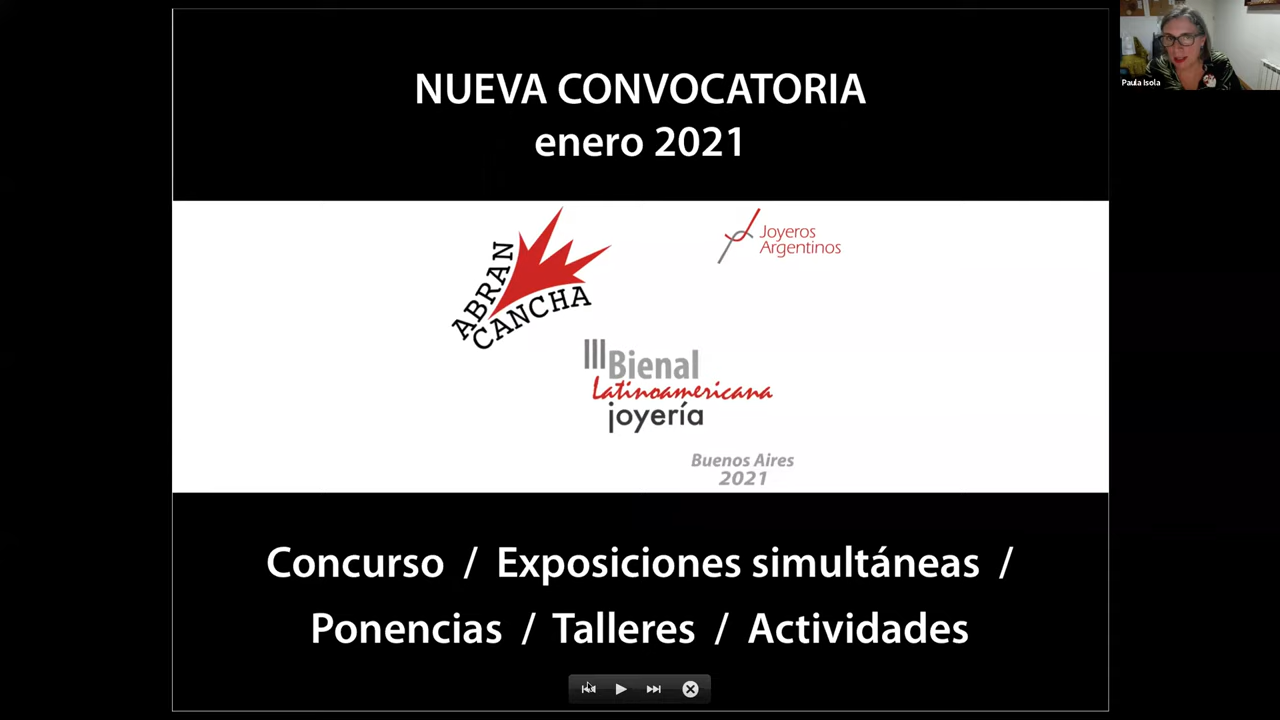 NUEVA CONVOCATORIA
enero 2021
Paula Isola
ABRAN
CANCHA
Joyeros
Argentinos
III Bienal
Latinoamericana
joyería
Buenos Aires
2021
Concurso / Exposiciones simultáneas /
Ponencias / Talleres / Actividades